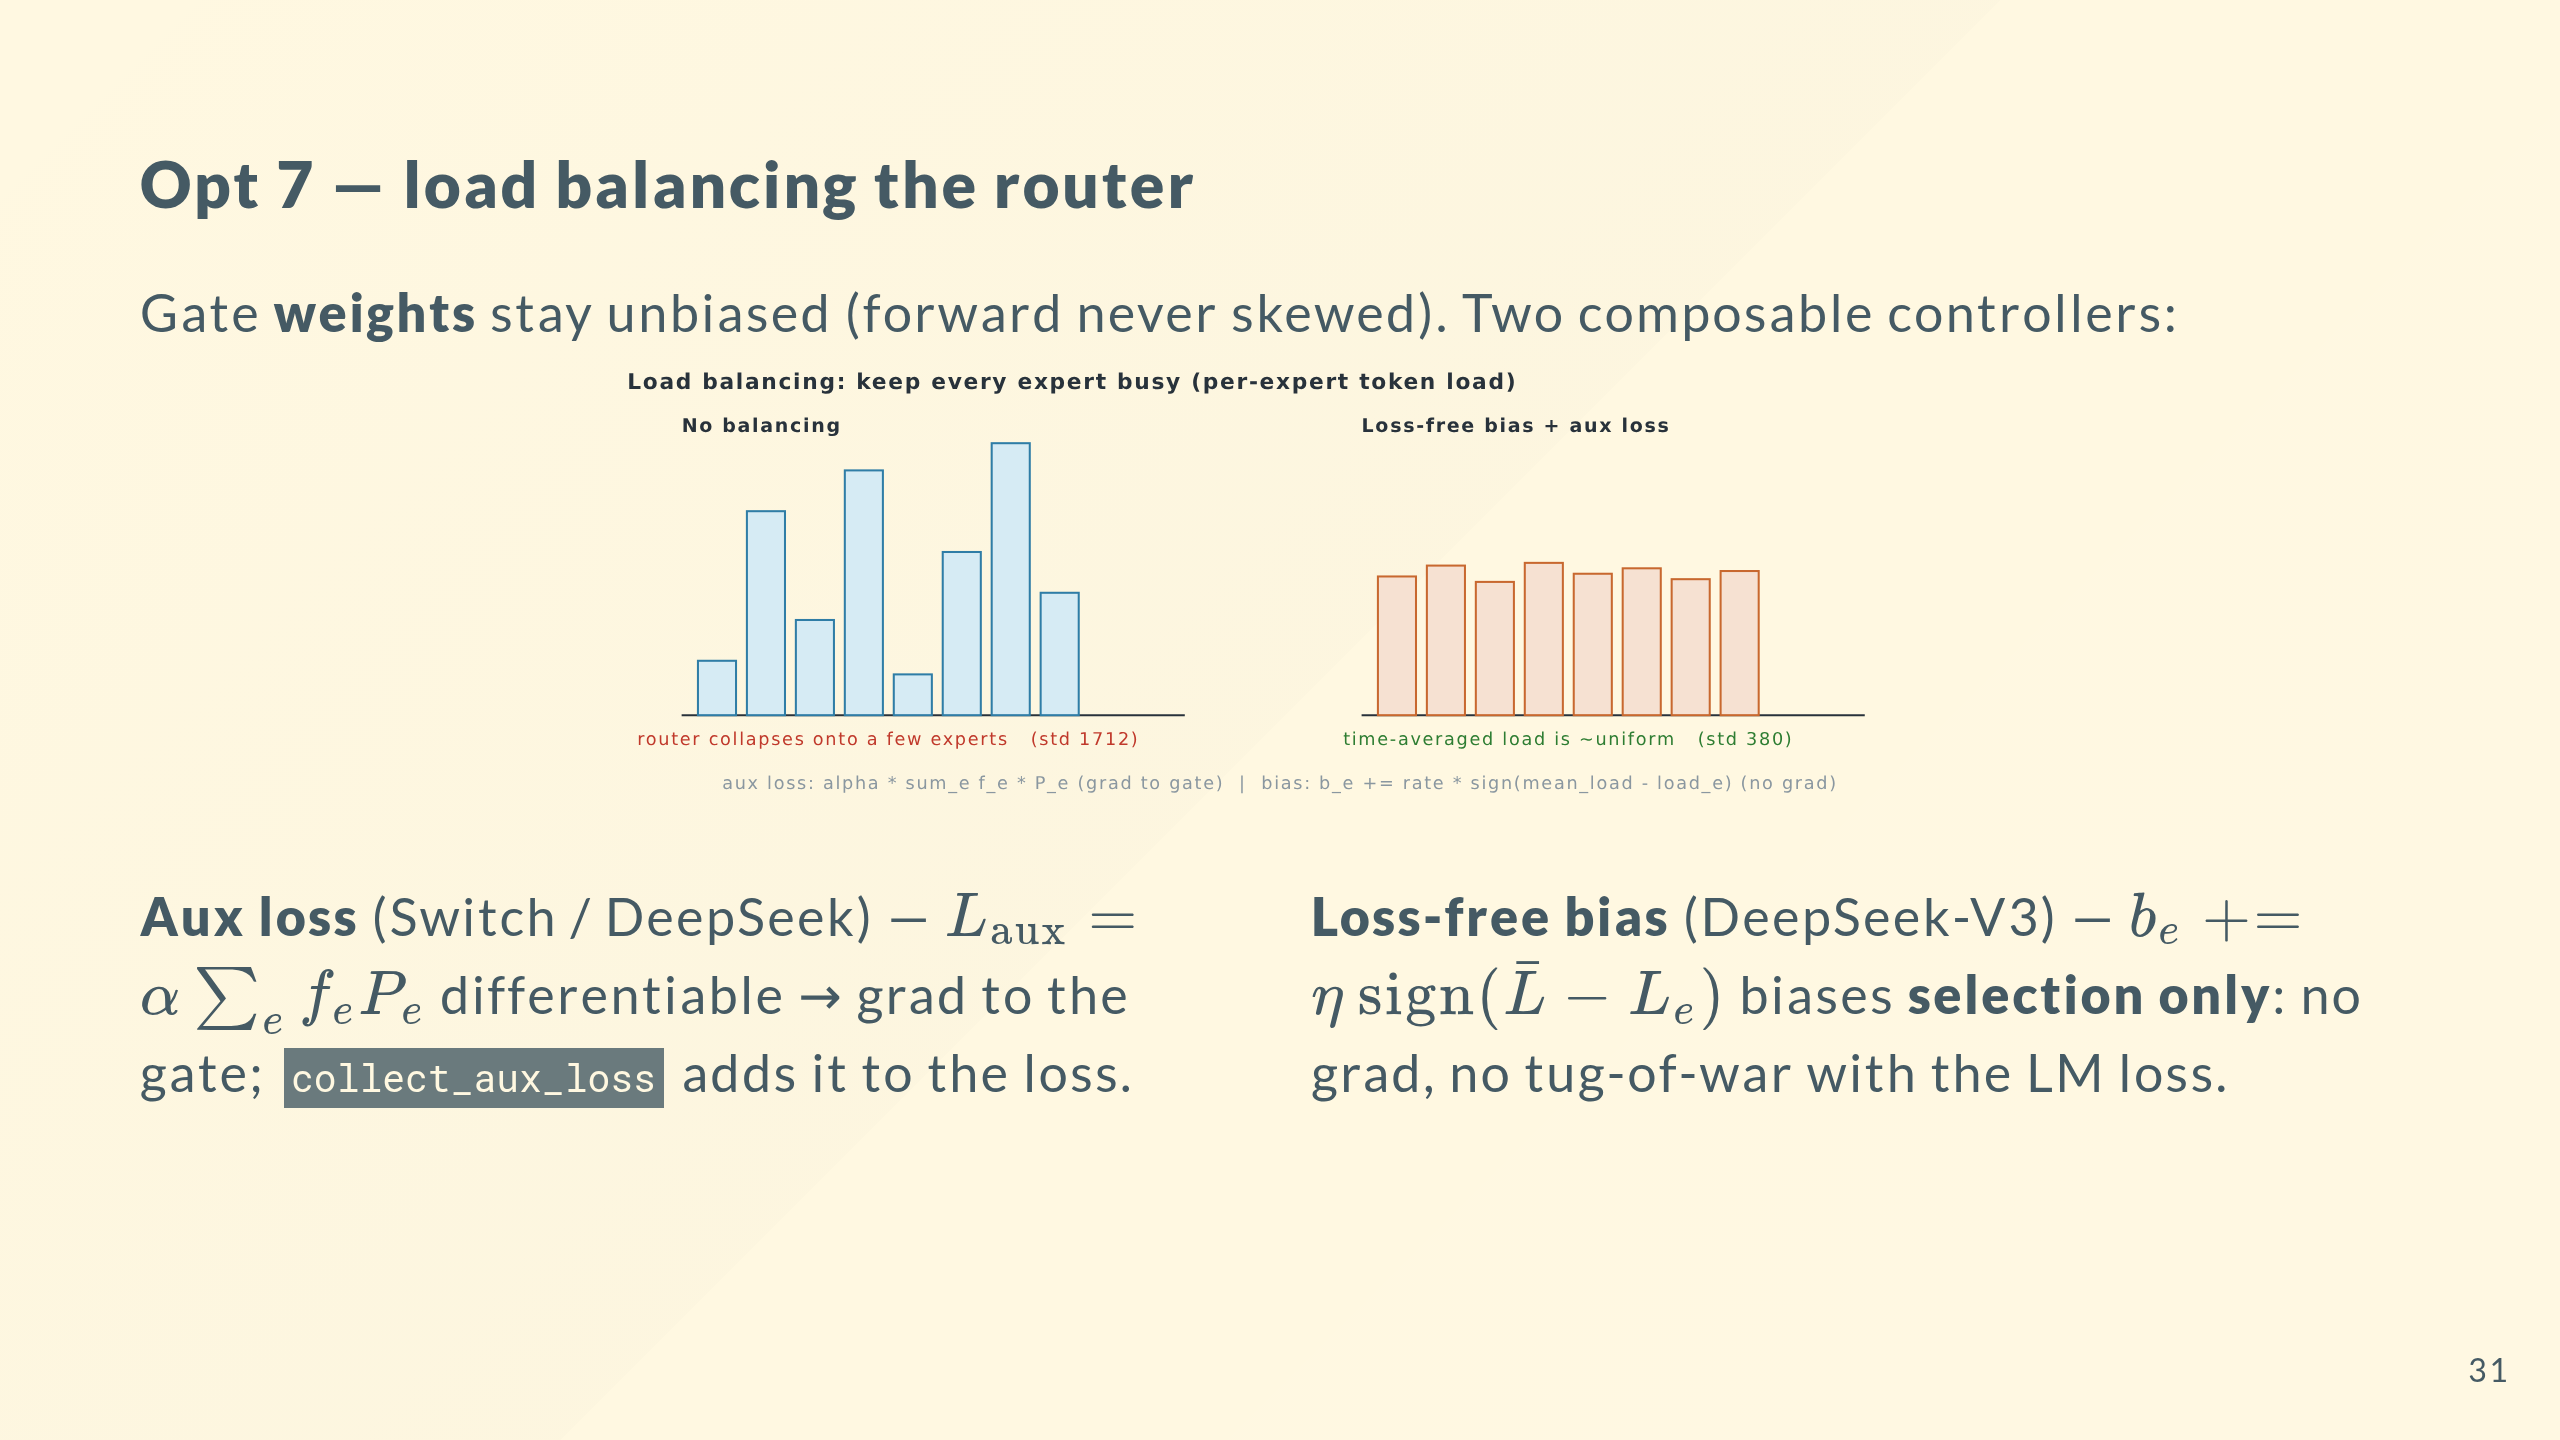 Opt 7 — load balancing the router
Gate weights stay unbiased (forward never skewed). Two composable controllers:
Load balancing: keep every expert busy (per-expert token load)
No balancing
Loss-free bias + aux loss
router collapses onto a few experts (std 1712)
time-averaged load is ~uniform (std 380)
aux loss: alpha * sum_e f_e * P_e (grad to gate) | bias: b_e += rate * sign(mean_load - load_e) (no grad)
Aux loss (Switch / DeepSeek) – L_aux =
α ∑_e f_e P_e differentiable → grad to the
gate; collect_aux_loss adds it to the loss.
Loss-free bias (DeepSeek-V3) – b_e +=
η sign(L̄ − L_e) biases selection only: no
grad, no tug-of-war with the LM loss.
31